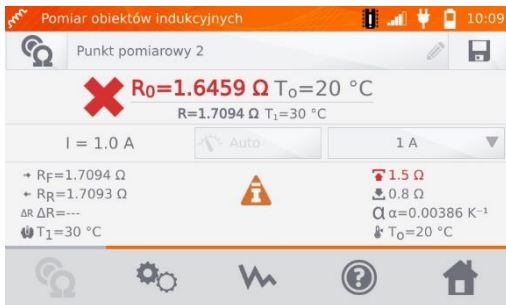 Pomiar obiektów indukcyjnych 10:09
Punkt pomiarowy 2
R₀=1.6459 Ω T₀=20 °C
R=1.7094 Ω T₁=30 °C
I = 1.0 A Auto 1 A
RF=1.7094 Ω 1.5 Ω
RR=1.7093 Ω 0.8 Ω
ΔR ΔR=--- α α=0.00386 K⁻¹
T₁=30 °C T₀=20 °C